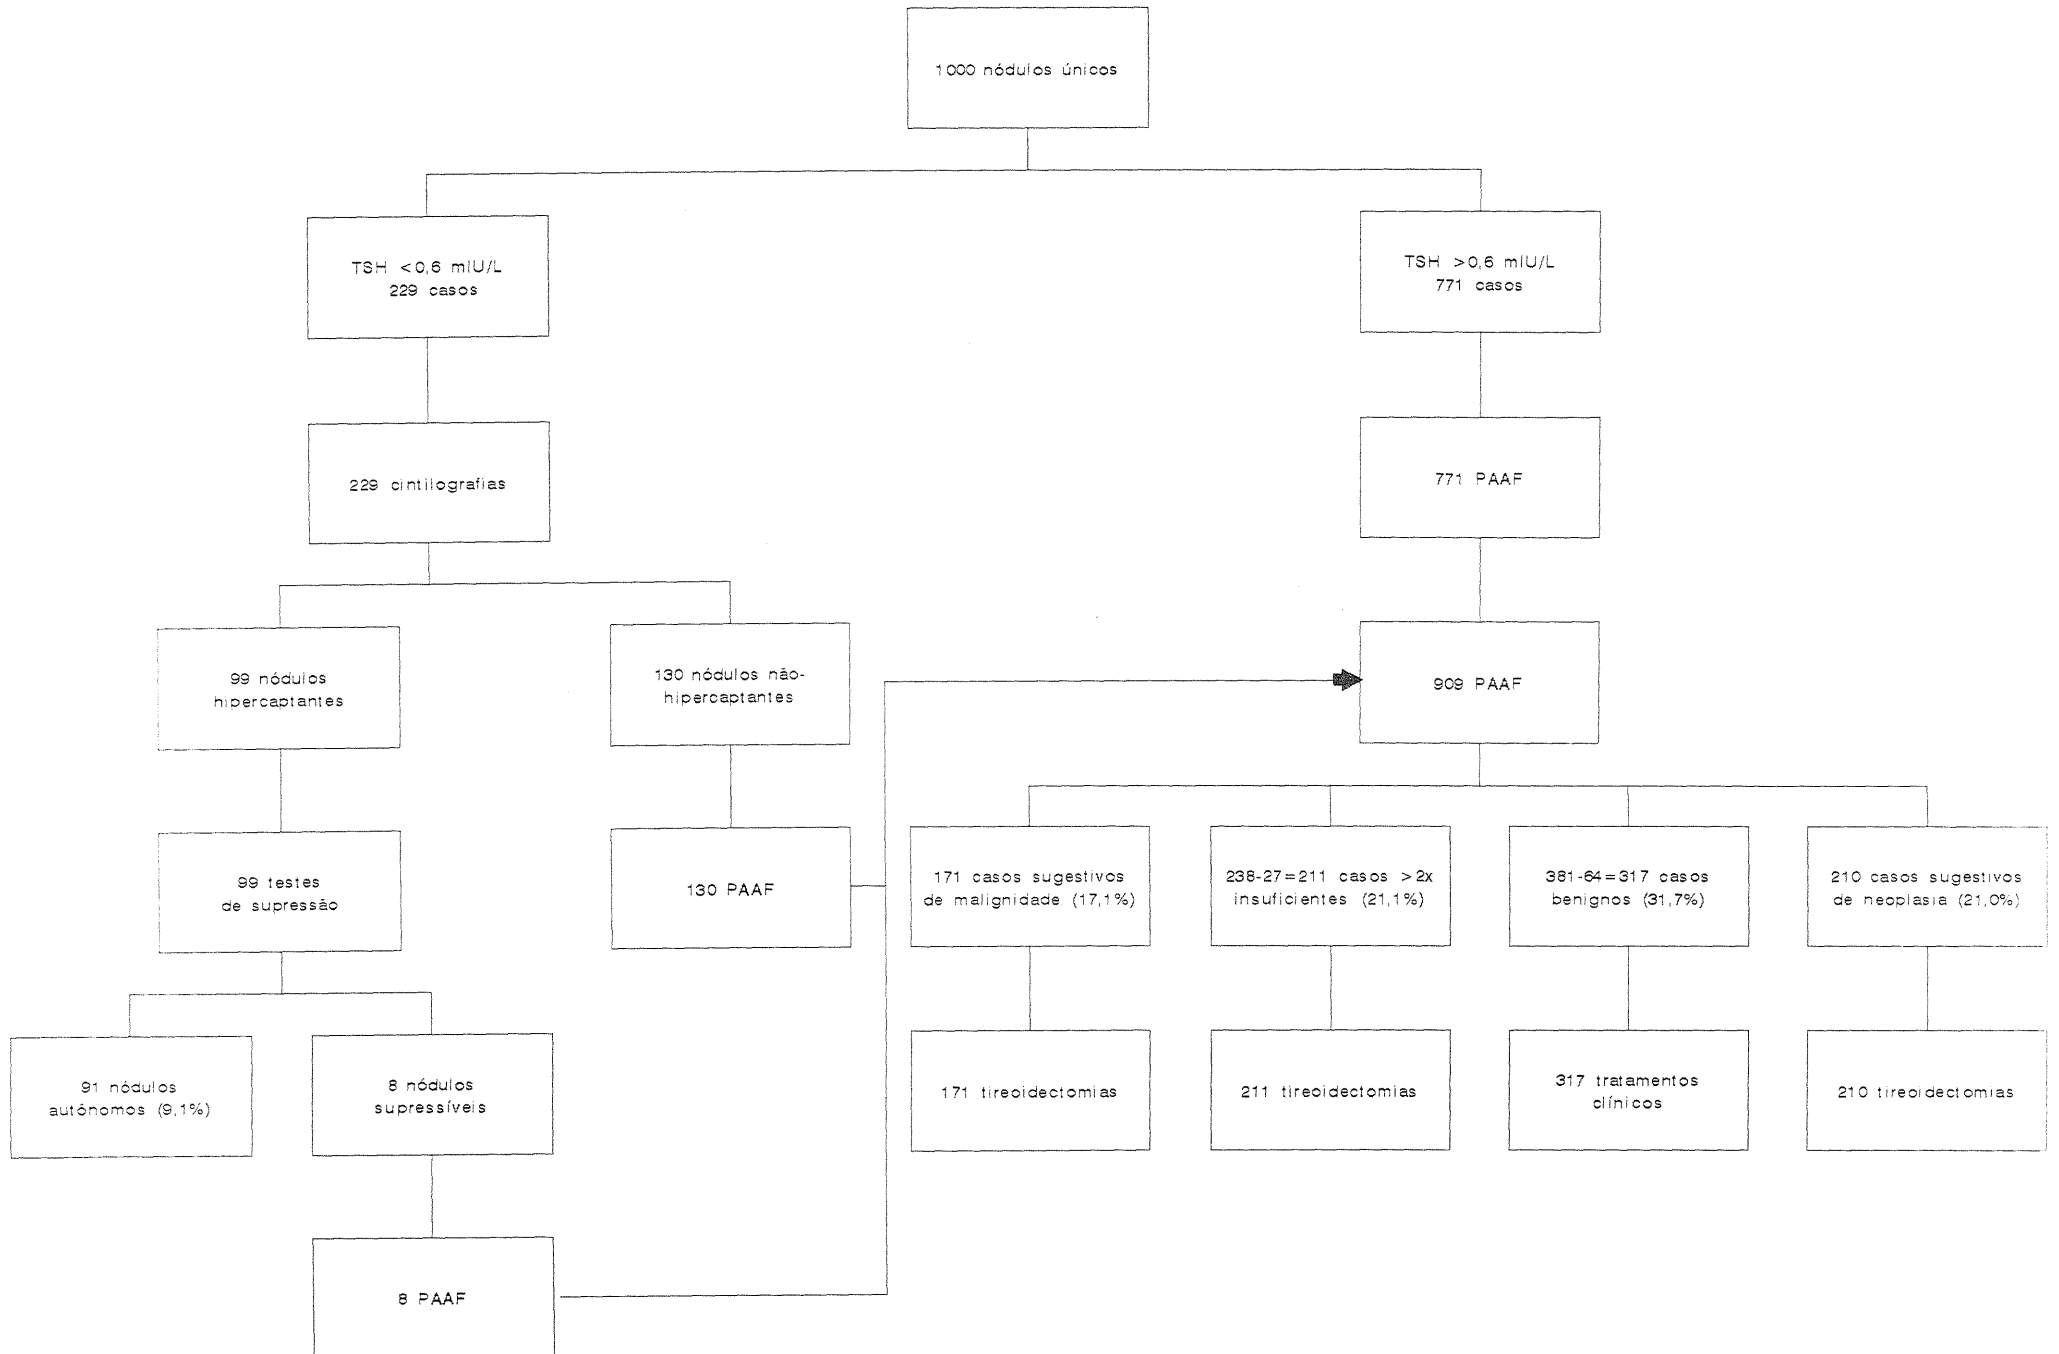 1000 nódulos únicos
TSH <0,6 mIU/L
229 casos
TSH >0,6 mIU/L
771 casos
229 cintilografias
771 PAAF
99 nódulos
hipercaptantes
130 nódulos não-
hipercaptantes
909 PAAF
99 testes
de supressão
130 PAAF
171 casos sugestivos
de malignidade (17,1%)
238-27=211 casos >2x
insuficientes (21,1%)
381-64=317 casos
benignos (31,7%)
210 casos sugestivos
de neoplasia (21,0%)
91 nódulos
autônomos (9,1%)
8 nódulos
supressíveis
171 tireoidectomias
211 tireoidectomias
317 tratamentos
clínicos
210 tireoidectomias
8 PAAF